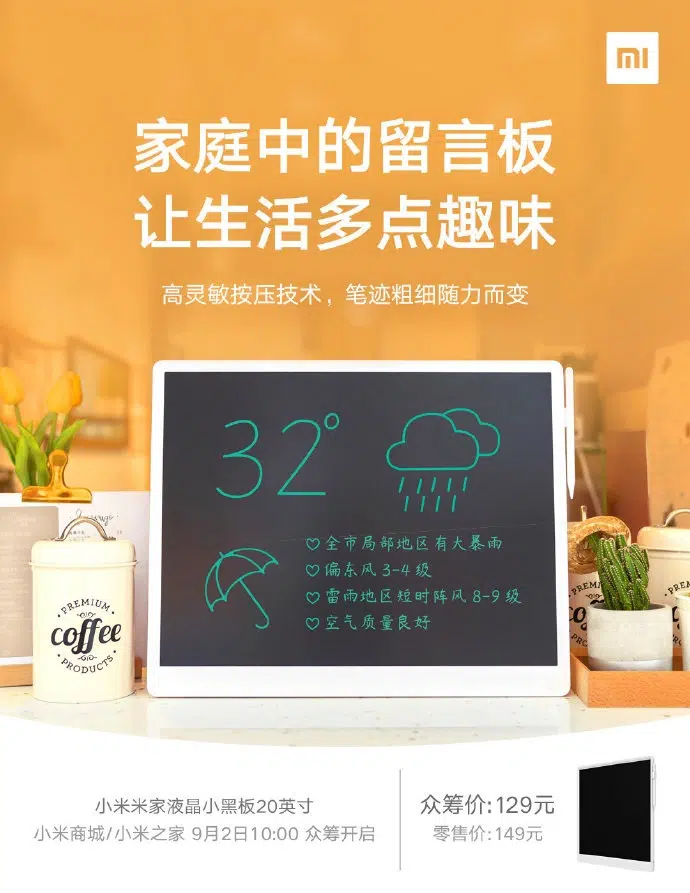 mi
家庭中的留言板
让生活多点趣味
高灵敏按压技术，笔迹粗细随力而变
32°
全市局部地区有大暴雨
偏东风 3-4 级
雷雨地区短时阵风 8-9 级
空气质量良好
PREMIUM
coffee
PRODUCTS
小米米家液晶小黑板20英寸
小米商城/小米之家 9月2日10:00 众筹开启
众筹价:129元
零售价:149元